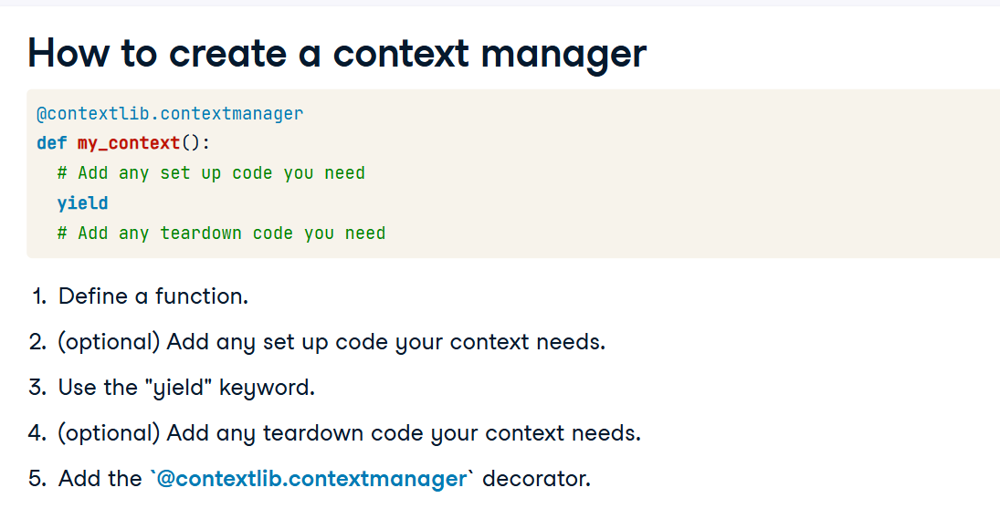 How to create a context manager
@contextlib.contextmanager
def my_context():
  # Add any set up code you need
  yield
  # Add any teardown code you need
1. Define a function.
2. (optional) Add any set up code your context needs.
3. Use the "yield" keyword.
4. (optional) Add any teardown code your context needs.
5. Add the `@contextlib.contextmanager` decorator.